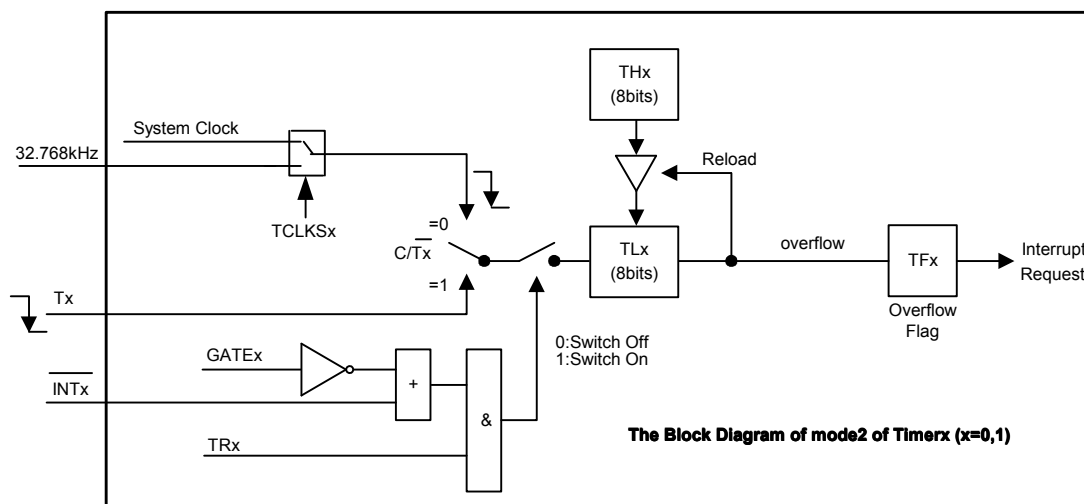 THx
(8bits)
System Clock
32.768kHz
Reload
TCLKSx
=0
C/Tx
TLx
(8bits)
overflow
TFx
Interrupt
Request
=1
Tx
Overflow
Flag
0:Switch Off
1:Switch On
GATEx
+
INTx
&
TRx
The Block Diagram of mode2 of Timerx (x=0,1)